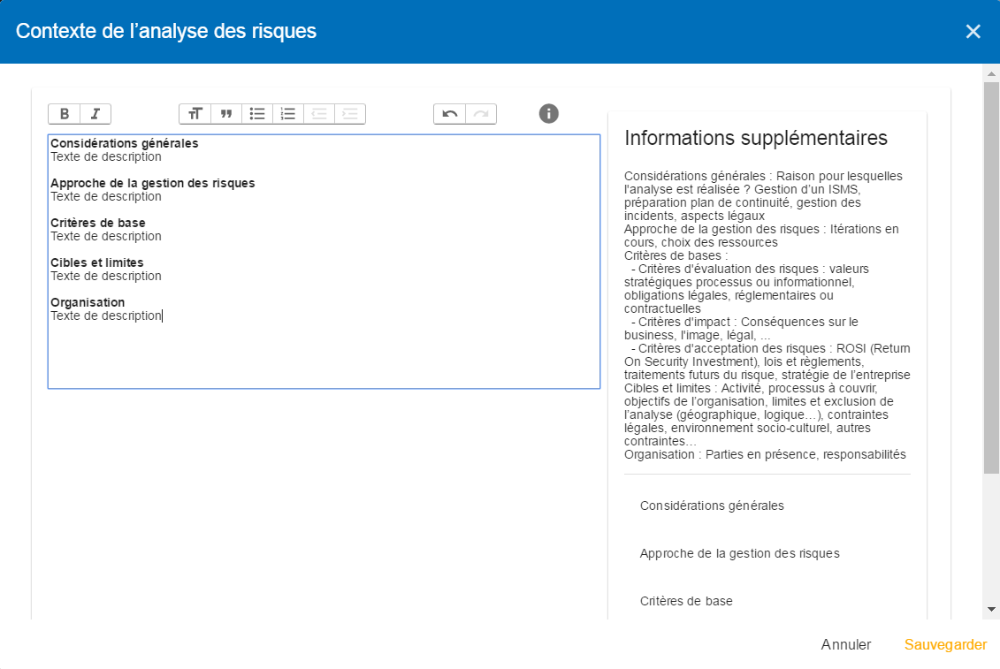 Contexte de l’analyse des risques
B I
Considérations générales
Texte de description
Approche de la gestion des risques
Texte de description
Critères de base
Texte de description
Cibles et limites
Texte de description
Organisation
Texte de description
Informations supplémentaires
Considérations générales : Raison pour lesquelles
l'analyse est réalisée ? Gestion d’un ISMS,
préparation plan de continuité, gestion des
incidents, aspects légaux
Approche de la gestion des risques : Itérations en
cours, choix des ressources
Critères de bases :
- Critères d'évaluation des risques : valeurs
stratégiques processus ou informationnel,
obligations légales, réglementaires ou
contractuelles
- Critères d'impact : Conséquences sur le
business, l'image, légal, ...
- Critères d'acceptation des risques : ROSI (Return
On Security Investment), lois et règlements,
traitements futurs du risque, stratégie de l’entreprise
Cibles et limites : Activité, processus à couvrir,
objectifs de l’organisation, limites et exclusion de
l’analyse (géographique, logique…), contraintes
légales, environnement socio-culturel, autres
contraintes…
Organisation : Parties en présence, responsabilités
Considérations générales
Approche de la gestion des risques
Critères de base
Annuler
Sauvegarder